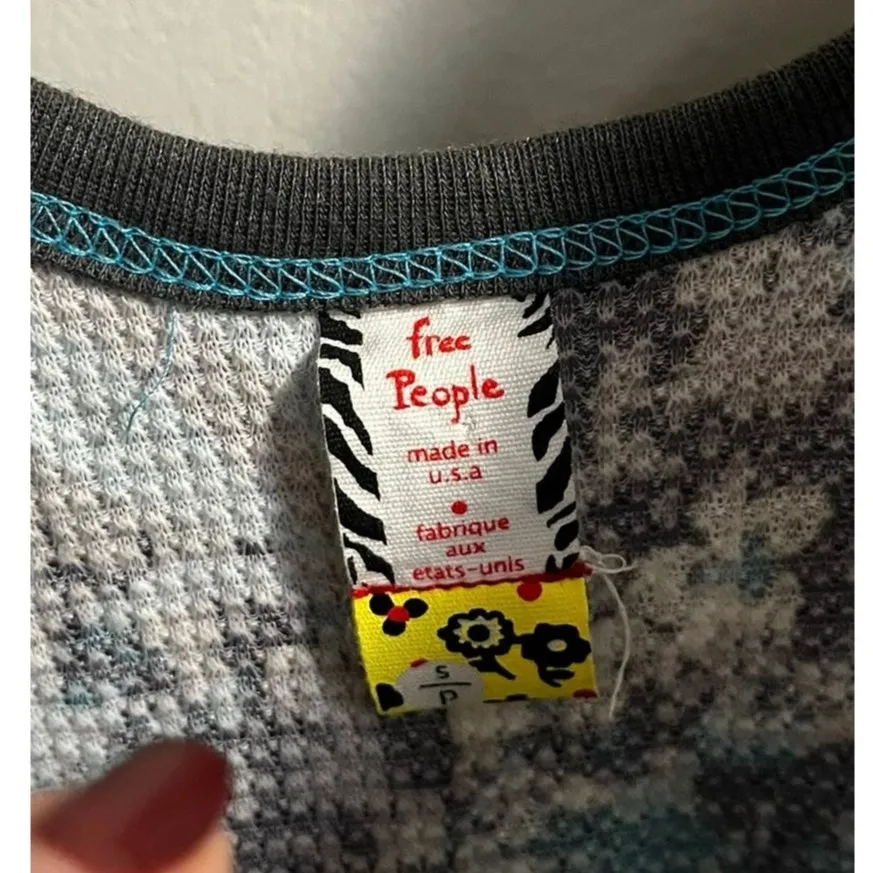 free
People
made in
u.s.a
fabrique
aux
etats-unis
S
P